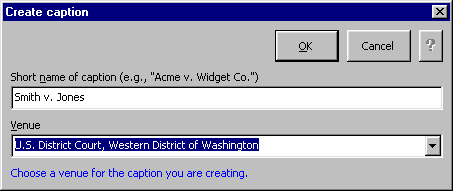 Create caption
OK Cancel ?
Short name of caption (e.g., "Acme v. Widget Co.")
Smith v. Jones
Venue
U.S. District Court, Western District of Washington
Choose a venue for the caption you are creating.